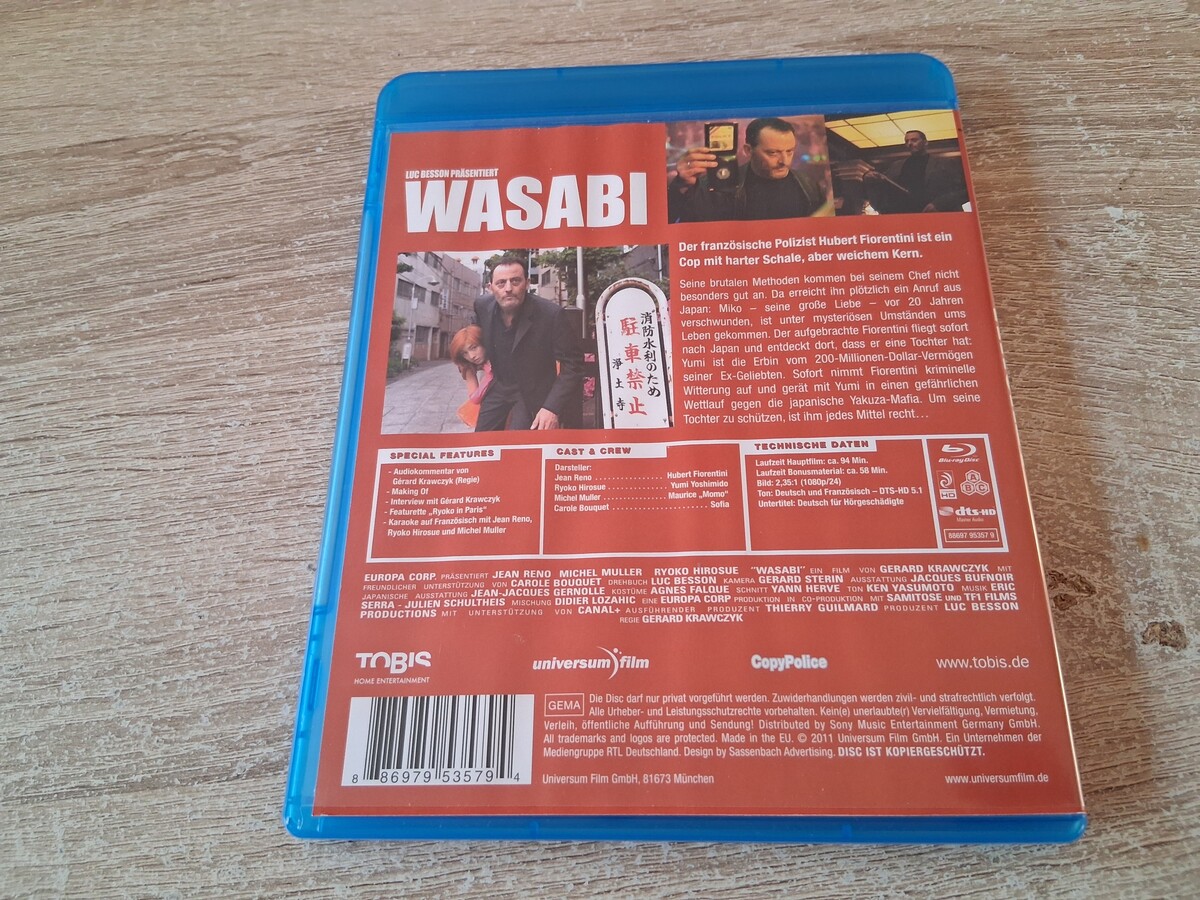 LUC BESSON PRÄSENTIERT
WASABI
Der französische Polizist Hubert Fiorentini ist ein
Cop mit harter Schale, aber weichem Kern.
Seine brutalen Methoden kommen bei seinem Chef nicht
besonders gut an. Da erreicht ihn plötzlich ein Anruf aus
Japan: Miko – seine große Liebe – vor 20 Jahren
verschwunden, ist unter mysteriösen Umständen ums
Leben gekommen. Der aufgebrachte Fiorentini fliegt sofort
nach Japan und entdeckt dort, dass er eine Tochter hat:
Yumi ist die Erbin vom 200-Millionen-Dollar-Vermögen
seiner Ex-Geliebten. Sofort nimmt Fiorentini kriminelle
Witterung auf und gerät mit Yumi in einen gefährlichen
Wettlauf gegen die japanische Yakuza-Mafia. Um seine
Tochter zu schützen, ist ihm jedes Mittel recht...
消防水利のため
駐車禁止
淨土寺
SPECIAL FEATURES
- Audiokommentar von
Gérard Krawczyk (Regie)
- Making Of
- Interview mit Gérard Krawczyk
- Featurette „Ryoko in Paris"
- Karaoke auf Französisch mit Jean Reno,
Ryoko Hirosue und Michel Muller
CAST & CREW
Darsteller:
Jean Reno ............... Hubert Fiorentini
Ryoko Hirosue ............... Yumi Yoshimido
Michel Muller ............... Maurice „Momo"
Carole Bouquet ..................... Sofia
TECHNISCHE DATEN
Laufzeit Hauptfilm: ca. 94 Min.
Laufzeit Bonusmaterial: ca. 58 Min.
Bild: 2,35:1 (1080p/24)
Ton: Deutsch und Französisch – DTS-HD 5.1
Untertitel: Deutsch für Hörgeschädigte
Blu-ray Disc
HD
ABC
dts-HD
Master Audio
88697 95357 9
EUROPA CORP. PRÄSENTIERT JEAN RENO MICHEL MULLER RYOKO HIROSUE "WASABI" EIN FILM VON GERARD KRAWCZYK MIT
FREUNDLICHER UNTERSTÜTZUNG VON CAROLE BOUQUET DREHBUCH LUC BESSON KAMERA GERARD STERIN AUSSTATTUNG JACQUES BUFNOIR
JAPANISCHE AUSSTATTUNG JEAN-JACQUES GERNOLLE KOSTÜME AGNES FALQUE SCHNITT YANN HERVE TON KEN YASUMOTO MUSIK ERIC
SERRA - JULIEN SCHULTHEIS MISCHUNG DIDIER LOZAHIC EINE EUROPA CORP PRODUKTION IN CO-PRODUKTION MIT SAMITOSE UND TF1 FILMS
PRODUCTIONS MIT UNTERSTÜTZUNG VON CANAL+ AUSFÜHRENDER PRODUZENT THIERRY GUILMARD PRODUZENT LUC BESSON
REGIE GERARD KRAWCZYK
TOBIS
HOME ENTERTAINMENT
universum film
CopyPolice
www.tobis.de
GEMA
Die Disc darf nur privat vorgeführt werden. Zuwiderhandlungen werden zivil- und strafrechtlich verfolgt.
Alle Urheber- und Leistungsschutzrechte vorbehalten. Kein(e) unerlaubte(r) Vervielfältigung, Vermietung,
Verleih, öffentliche Aufführung und Sendung! Distributed by Sony Music Entertainment Germany GmbH.
All trademarks and logos are protected. Made in the EU. © 2011 Universum Film GmbH. Ein Unternehmen der
Mediengruppe RTL Deutschland. Design by Sassenbach Advertising. DISC IST KOPIERGESCHÜTZT.
8 86979 53579 4
Universum Film GmbH, 81673 München
www.universumfilm.de